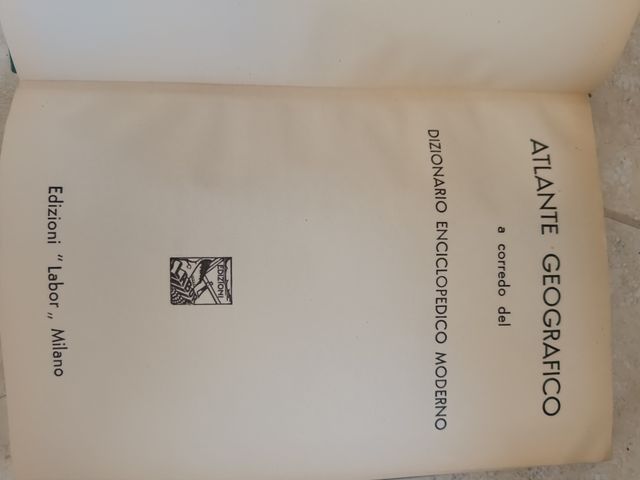 ATLANTE GEOGRAFICO
a corredo del
DIZIONARIO ENCICLOPEDICO MODERNO
EDIZIONI
Edizioni " Labor „ Milano